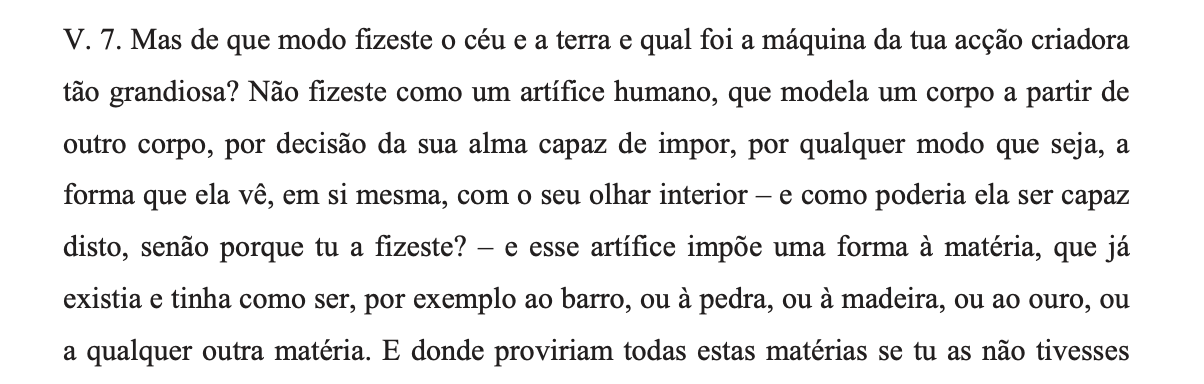 V. 7. Mas de que modo fizeste o céu e a terra e qual foi a máquina da tua acção criadora
tão grandiosa? Não fizeste como um artífice humano, que modela um corpo a partir de
outro corpo, por decisão da sua alma capaz de impor, por qualquer modo que seja, a
forma que ela vê, em si mesma, com o seu olhar interior – e como poderia ela ser capaz
disto, senão porque tu a fizeste? – e esse artífice impõe uma forma à matéria, que já
existia e tinha como ser, por exemplo ao barro, ou à pedra, ou à madeira, ou ao ouro, ou
a qualquer outra matéria. E donde proviriam todas estas matérias se tu as não tivesses